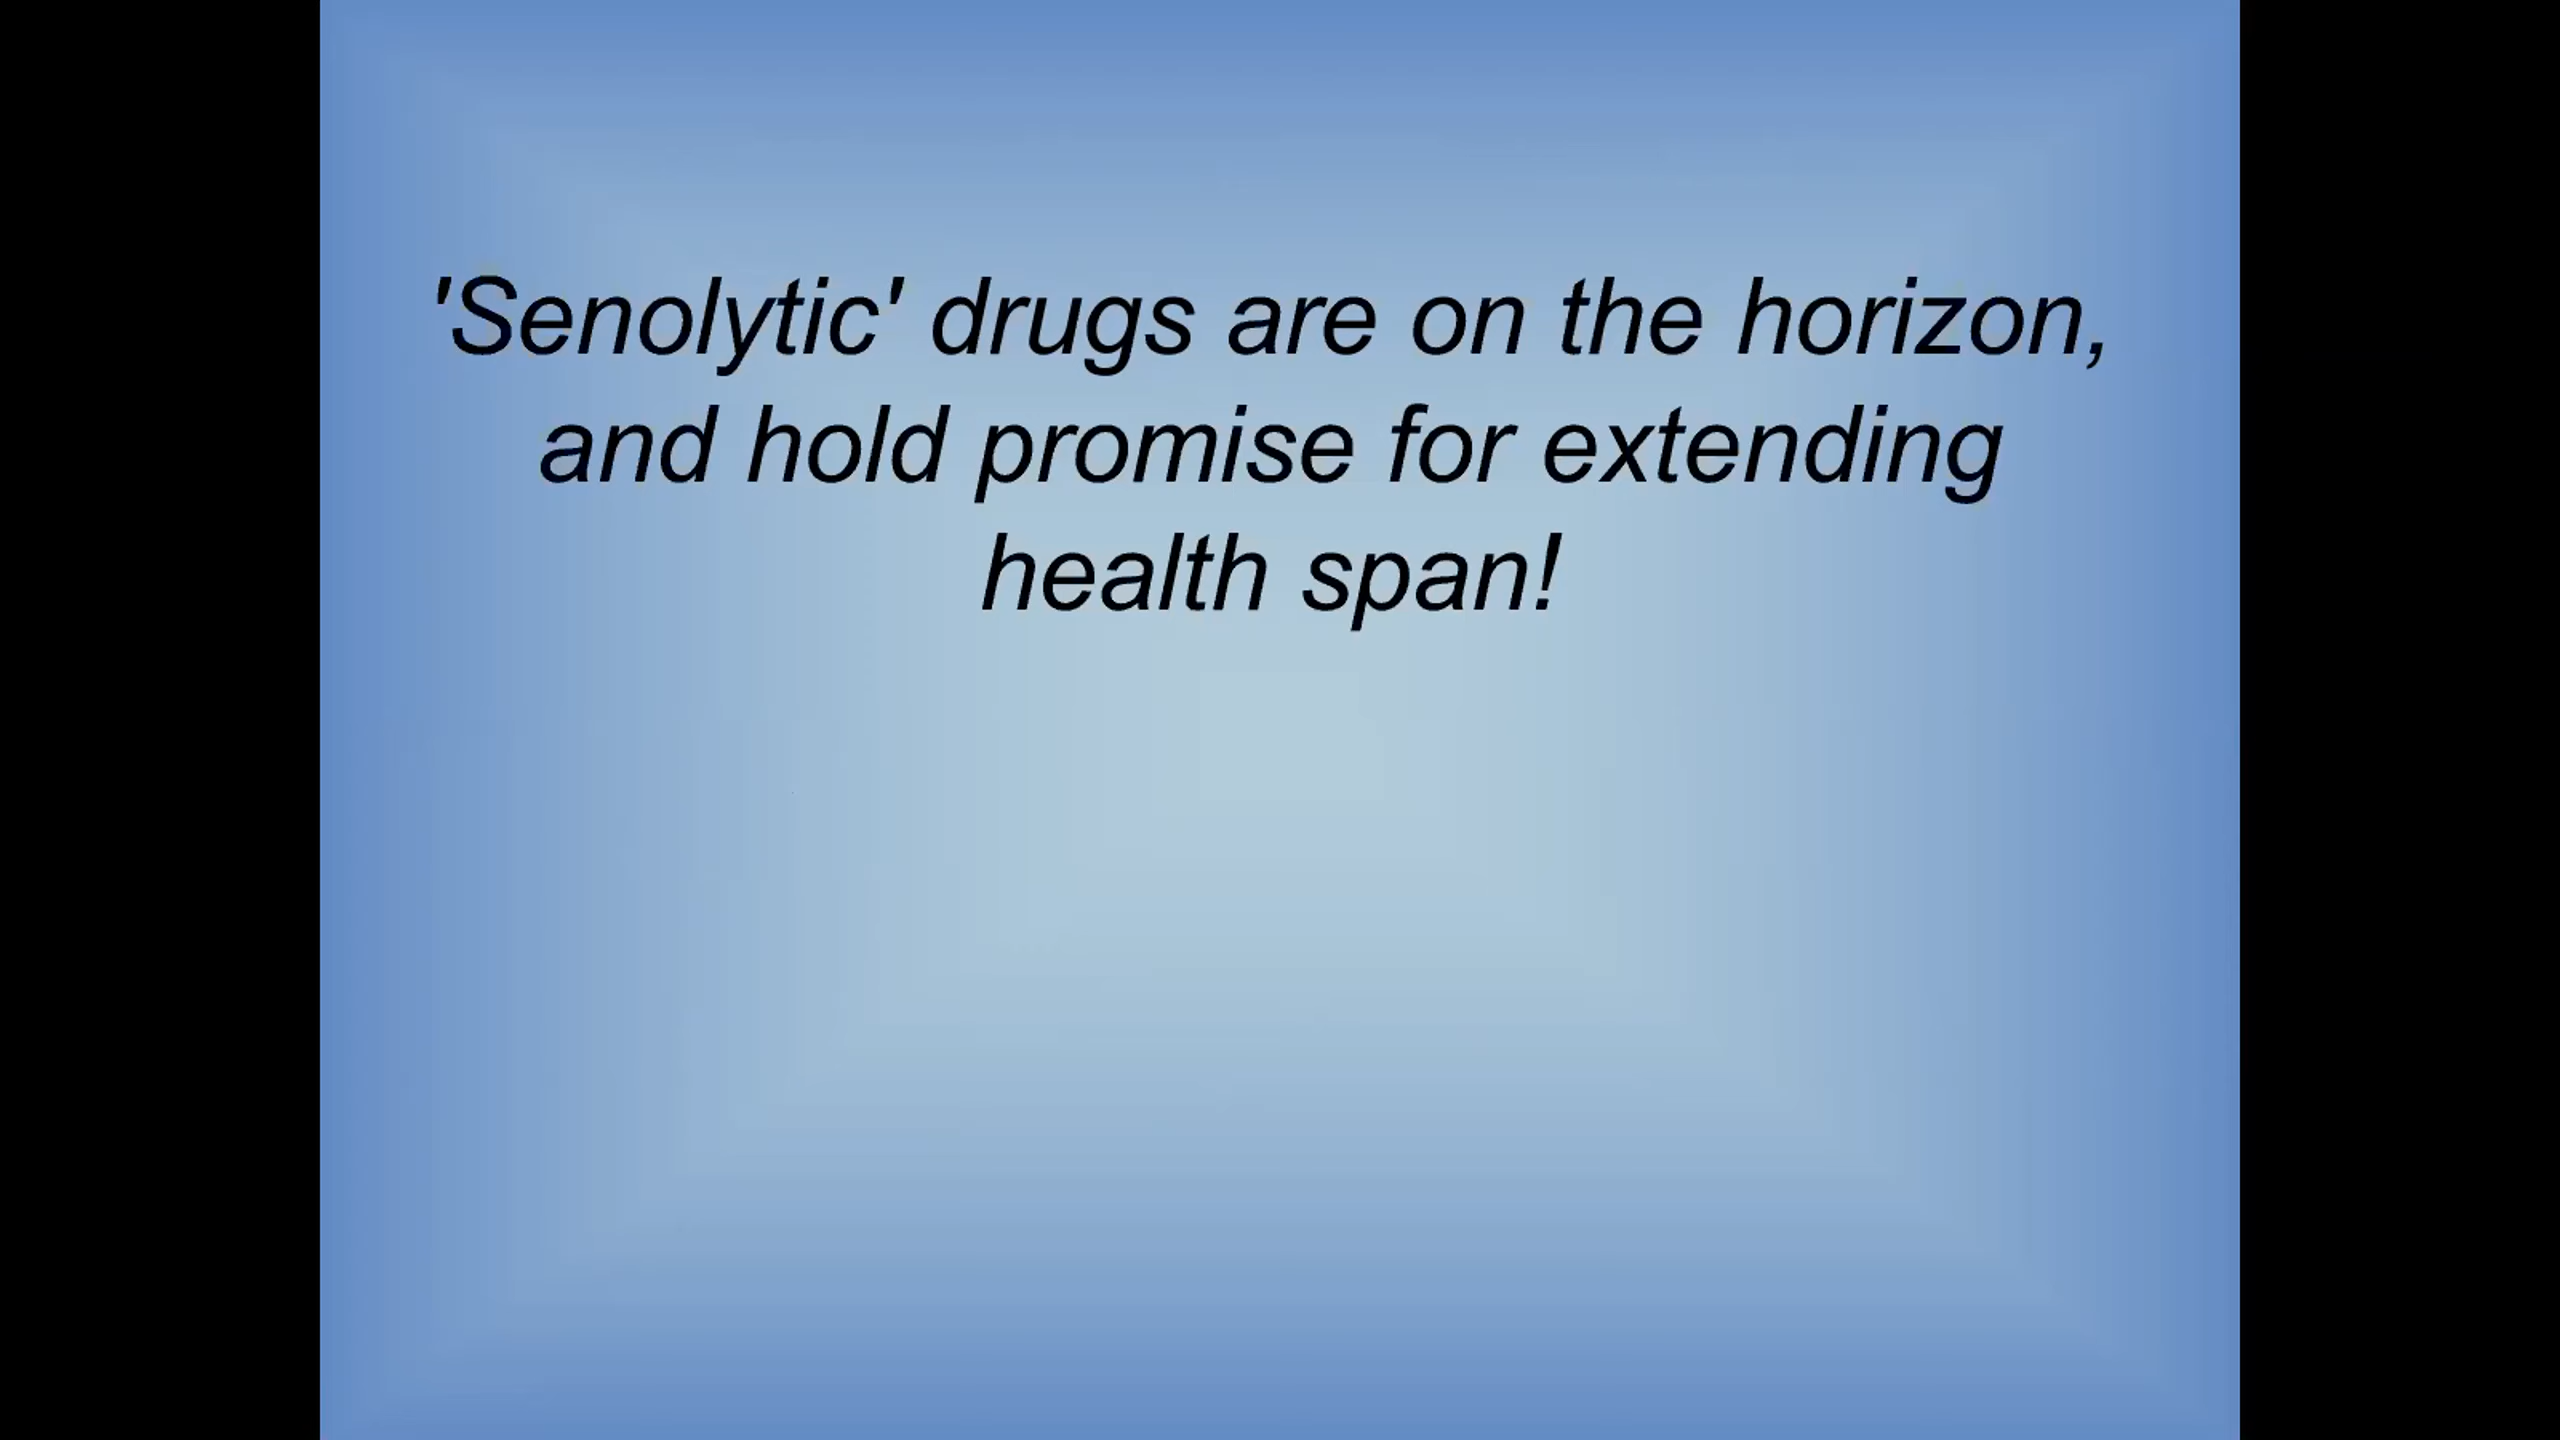 'Senolytic' drugs are on the horizon,
and hold promise for extending
health span!